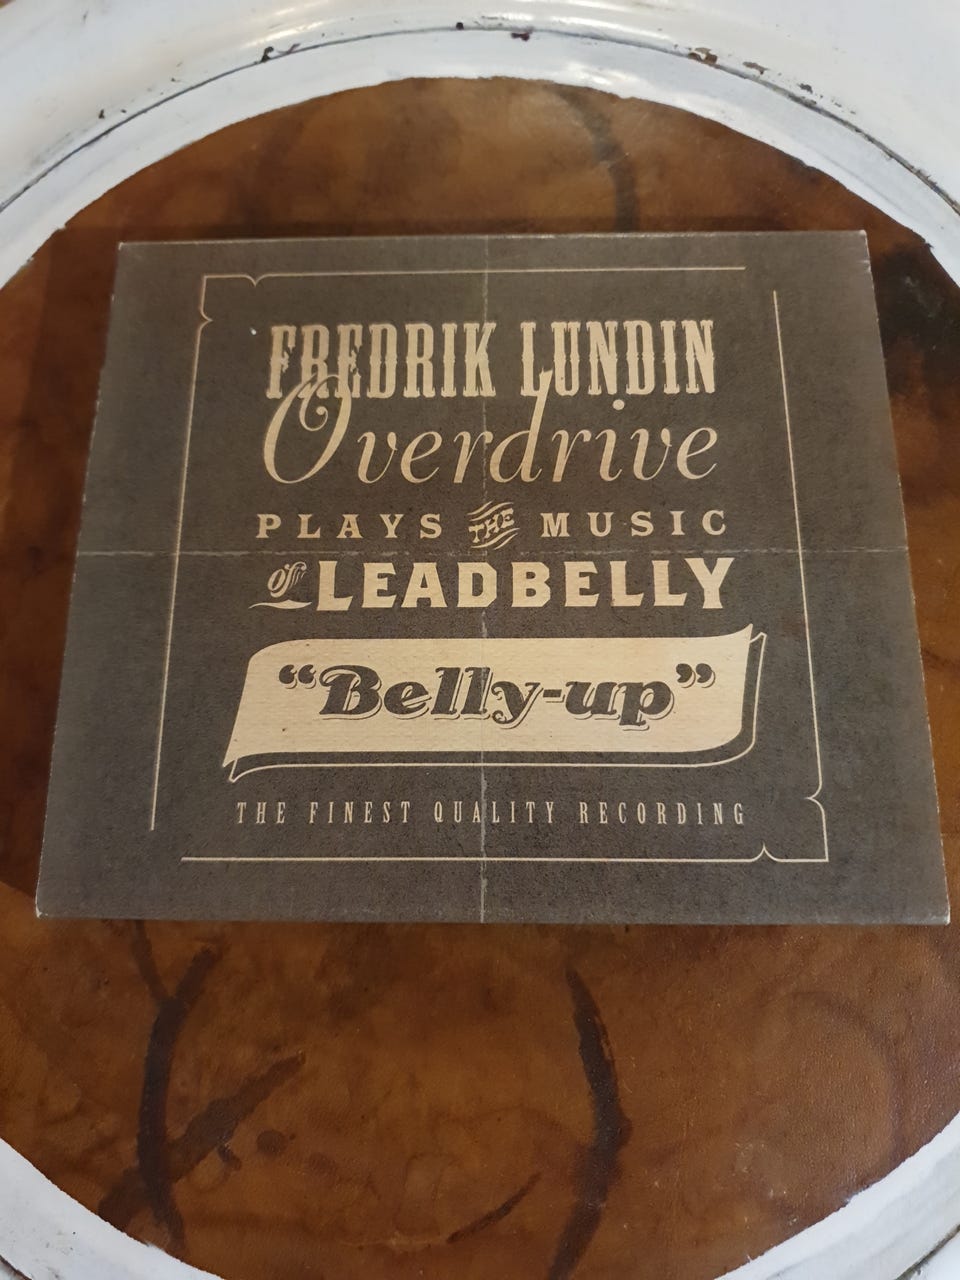 FREDRIK LUNDIN
Overdrive
PLAYS THE MUSIC
of LEADBELLY
“Belly-up”
THE FINEST QUALITY RECORDING